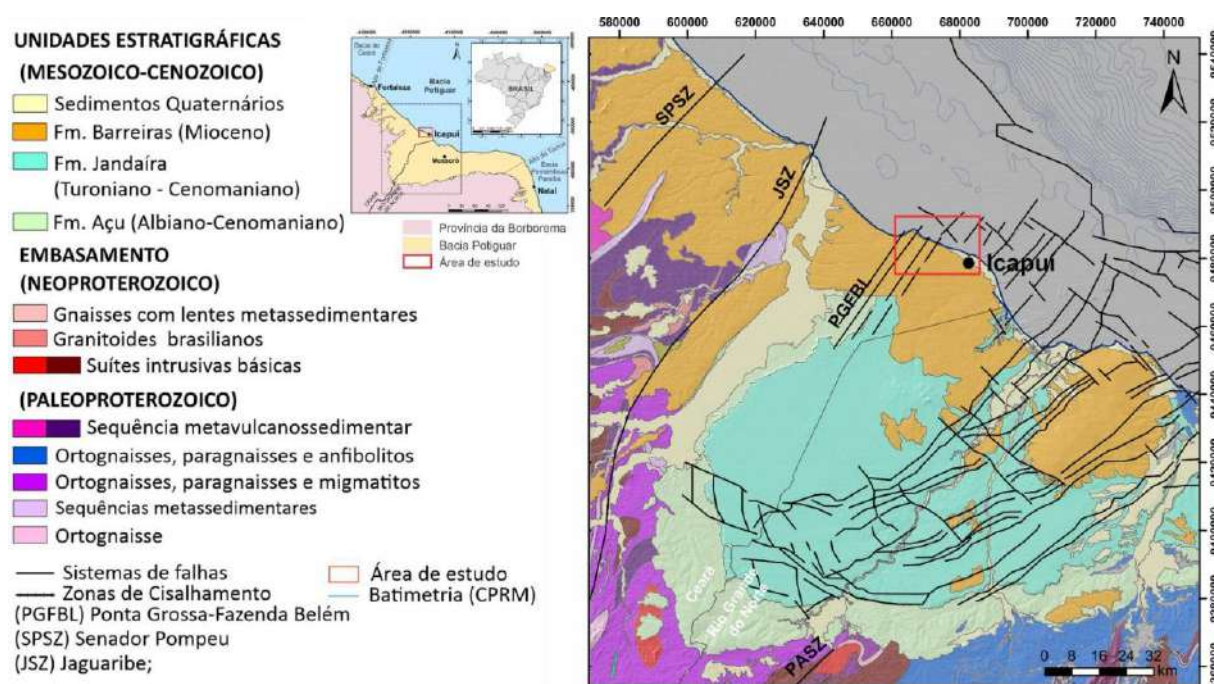 UNIDADES ESTRATIGRÁFICAS
(MESOZOICO-CENOZOICO)
Sedimentos Quaternários
Fm. Barreiras (Mioceno)
Fm. Jandaíra
(Turoniano - Cenomaniano)
Fm. Açu (Albiano-Cenomaniano)
EMBASAMENTO
(NEOPROTEROZOICO)
Gnaisses com lentes metassedimentares
Granitoides brasilianos
Suítes intrusivas básicas
(PALEOPROTEROZOICO)
Sequência metavulcanossedimentar
Ortognaisses, paragnaisses e anfibolitos
Ortognaisses, paragnaisses e migmatitos
Sequências metassedimentares
Ortognaisse
Sistemas de falhas
Zonas de Cisalhamento
(PGFBL) Ponta Grossa-Fazenda Belém
(SPSZ) Senador Pompeu
(JSZ) Jaguaribe;
Área de estudo
Batimetria (CPRM)
Bacia do Ceará
Fortaleza
Bacia Potiguar
N
BRASIL
Icapuí
Mossoró
Natal
Província da Borborema
Bacia Potiguar
Área de estudo
580000 600000 620000 640000 660000 680000 700000 720000 740000
N
SPSZ
JSZ
PGFBL
Icapuí
Ceará
Rio Grande do Norte
PASZ
0 8 16 24 32
km